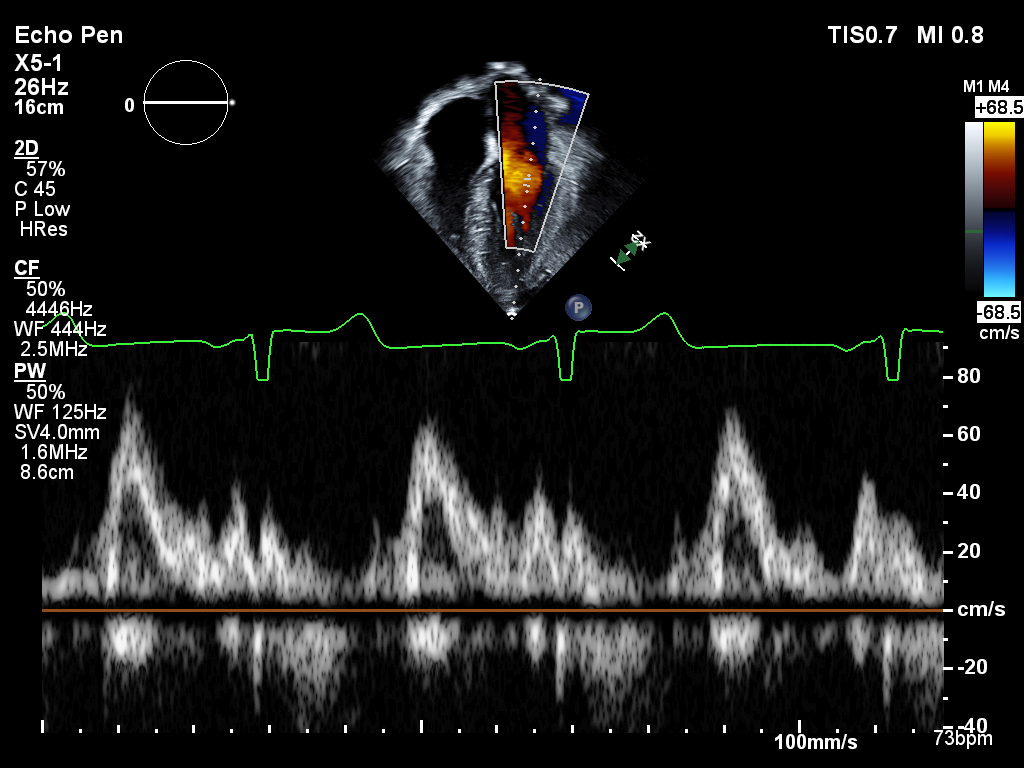 Echo Pen
TIS0.7 MI 0.8
X5-1
26Hz
16cm
0
M1 M4
+68.5
2D
57%
C 45
P Low
HRes
CF
50%
4446Hz
WF 444Hz
2.5MHz
P
-68.5
cm/s
PW
50%
WF 125Hz
SV4.0mm
1.6MHz
8.6cm
80
60
40
20
cm/s
-20
-40
100mm/s
73bpm